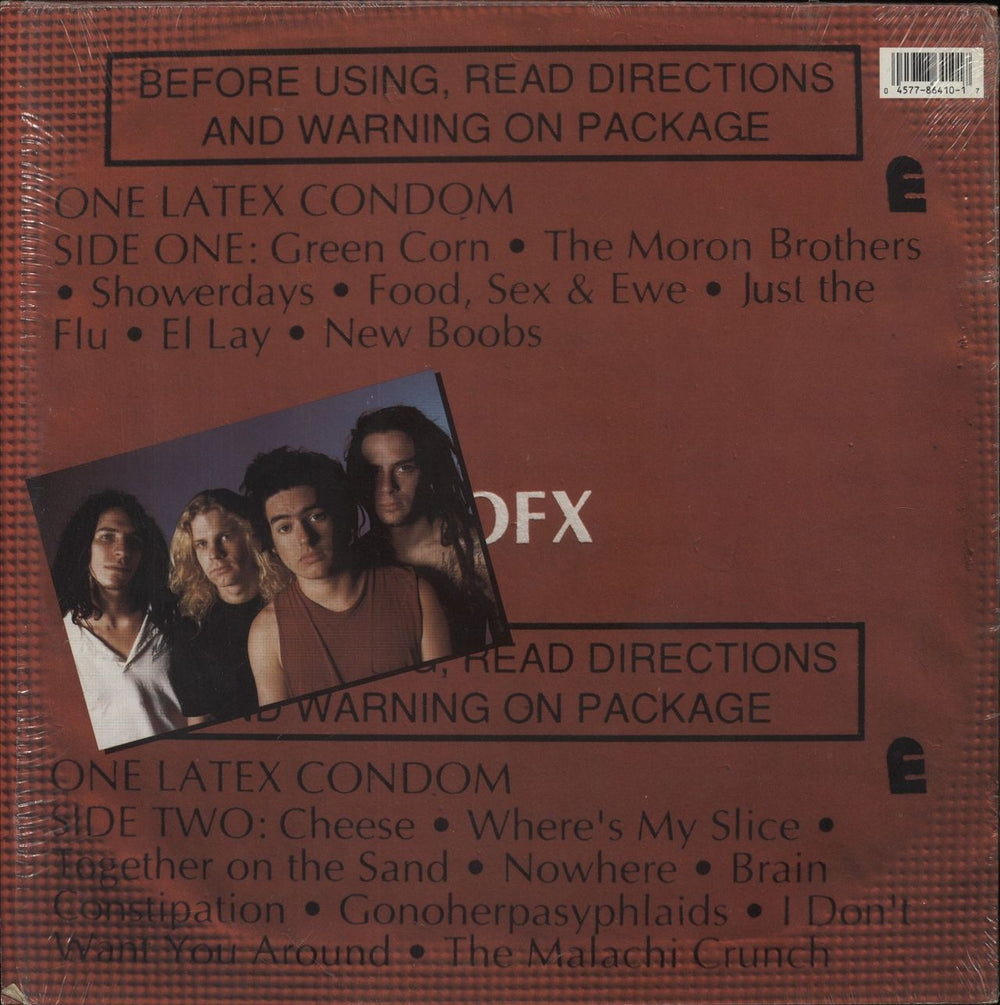 BEFORE USING, READ DIRECTIONS
AND WARNING ON PACKAGE
0 4577-86410-1 7
E
ONE LATEX CONDOM
SIDE ONE: Green Corn • The Moron Brothers
• Showerdays • Food, Sex & Ewe • Just the
Flu • El Lay • New Boobs
OFX
G, READ DIRECTIONS
ND WARNING ON PACKAGE
E
ONE LATEX CONDOM
SIDE TWO: Cheese • Where's My Slice •
Together on the Sand • Nowhere • Brain
Constipation • Gonoherpasyphlaids • I Don't
Want You Around • The Malachi Crunch